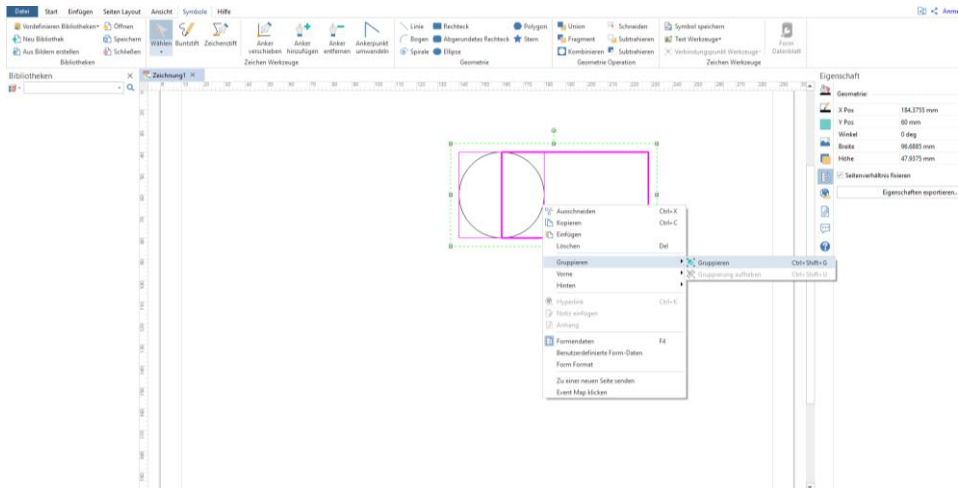 Datei Start Einfügen Seiten Layout Ansicht Symbole Hilfe Anme
Vordefinieren Bibliotheken Öffnen
Neu Bibliothek Speichern
Aus Bildern erstellen Schließen
Bibliotheken
Wählen Buntstift Zeichenstift
Anker verschieben
Anker hinzufügen
Anker entfernen
Ankerpunkt umwandeln
Zeichen Werkzeuge
Linie Rechteck Polygon
Bogen Abgerundetes Rechteck Stern
Spirale Ellipse
Geometrie
Union Schneiden
Fragment Subtrahieren
Kombinieren Subtrahieren
Geometrie Operation
Symbol speichern
Text Werkzeuge
Verbindungspunkt Werkzeuge
Form Datenblatt
Zeichen Werkzeuge
Bibliotheken
Zeichnung1
Eigenschaft
Geometrie:
X Pos 184.3755 mm
Y Pos 60 mm
Winkel 0 deg
Breite 96.6885 mm
Höhe 47.9375 mm
Seitenverhältnis fixieren
Eigenschaften exportieren..
Ausschneiden Ctrl+X
Kopieren Ctrl+C
Einfügen
Löschen Del
Gruppieren
Vorne
Hinten
Gruppieren Ctrl+Shift+G
Gruppierung aufheben Ctrl+Shift+U
Hyperlink Ctrl+K
Notiz einfügen
Anhang
Formendaten F4
Benutzerdefinierte Form-Daten
Form Format
Zu einer neuen Seite senden
Event Map klicken